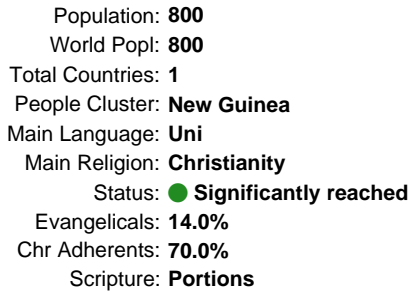 Population: 800
World Popl: 800
Total Countries: 1
People Cluster: New Guinea
Main Language: Uni
Main Religion: Christianity
Status: Significantly reached
Evangelicals: 14.0%
Chr Adherents: 70.0%
Scripture: Portions